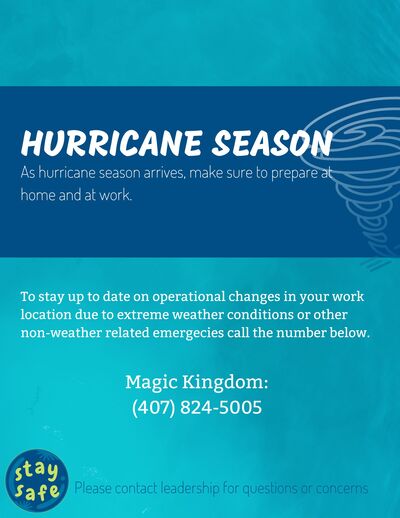 HURRICANE SEASON
As hurricane season arrives, make sure to prepare at
home and at work.
To stay up to date on operational changes in your work
location due to extreme weather conditions or other
non-weather related emergecies call the number below.
Magic Kingdom:
(407) 824-5005
stay
safe
Please contact leadership for questions or concerns